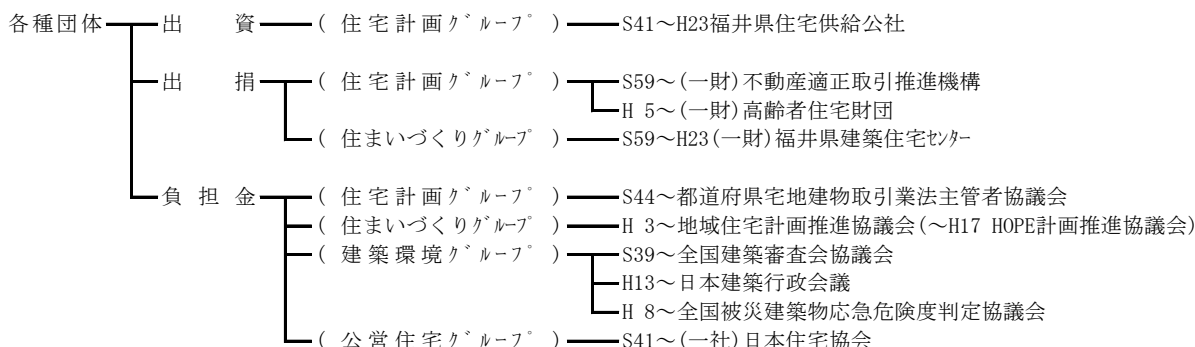 各種団体 出 資 ( 住宅計画ｸﾞﾙｰﾌﾟ ) S41～H23福井県住宅供給公社
出 捐 ( 住宅計画ｸﾞﾙｰﾌﾟ ) S59～(一財)不動産適正取引推進機構
H 5～(一財)高齢者住宅財団
( 住まいづくりｸﾞﾙｰﾌﾟ ) S59～H23(一財)福井県建築住宅ｾﾝﾀｰ
負 担 金 ( 住宅計画ｸﾞﾙｰﾌﾟ ) S44～都道府県宅地建物取引業法主管者協議会
( 住まいづくりｸﾞﾙｰﾌﾟ ) H 3～地域住宅計画推進協議会(～H17 HOPE計画推進協議会)
( 建築環境ｸﾞﾙｰﾌﾟ ) S39～全国建築審査会協議会
H13～日本建築行政会議
H 8～全国被災建築物応急危険度判定協議会
( 公営住宅ｸﾞﾙｰﾌﾟ ) S41～(一社)日本住宅協会